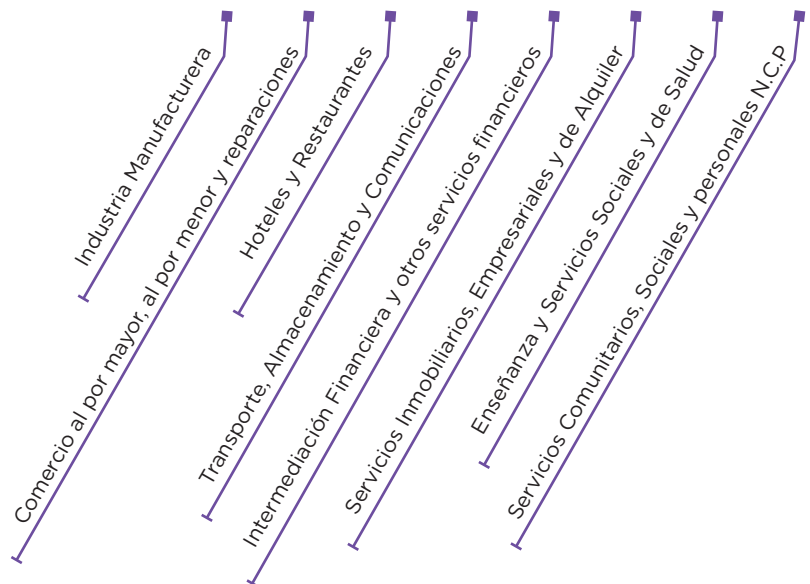 Industria Manufacturera
Comercio al por mayor, al por menor y reparaciones
Hoteles y Restaurantes
Transporte, Almacenamiento y Comunicaciones
Intermediación Financiera y otros servicios financieros
Servicios Inmobiliarios, Empresariales y de Alquiler
Enseñanza y Servicios Sociales y de Salud
Servicios Comunitarios, Sociales y personales N.C.P